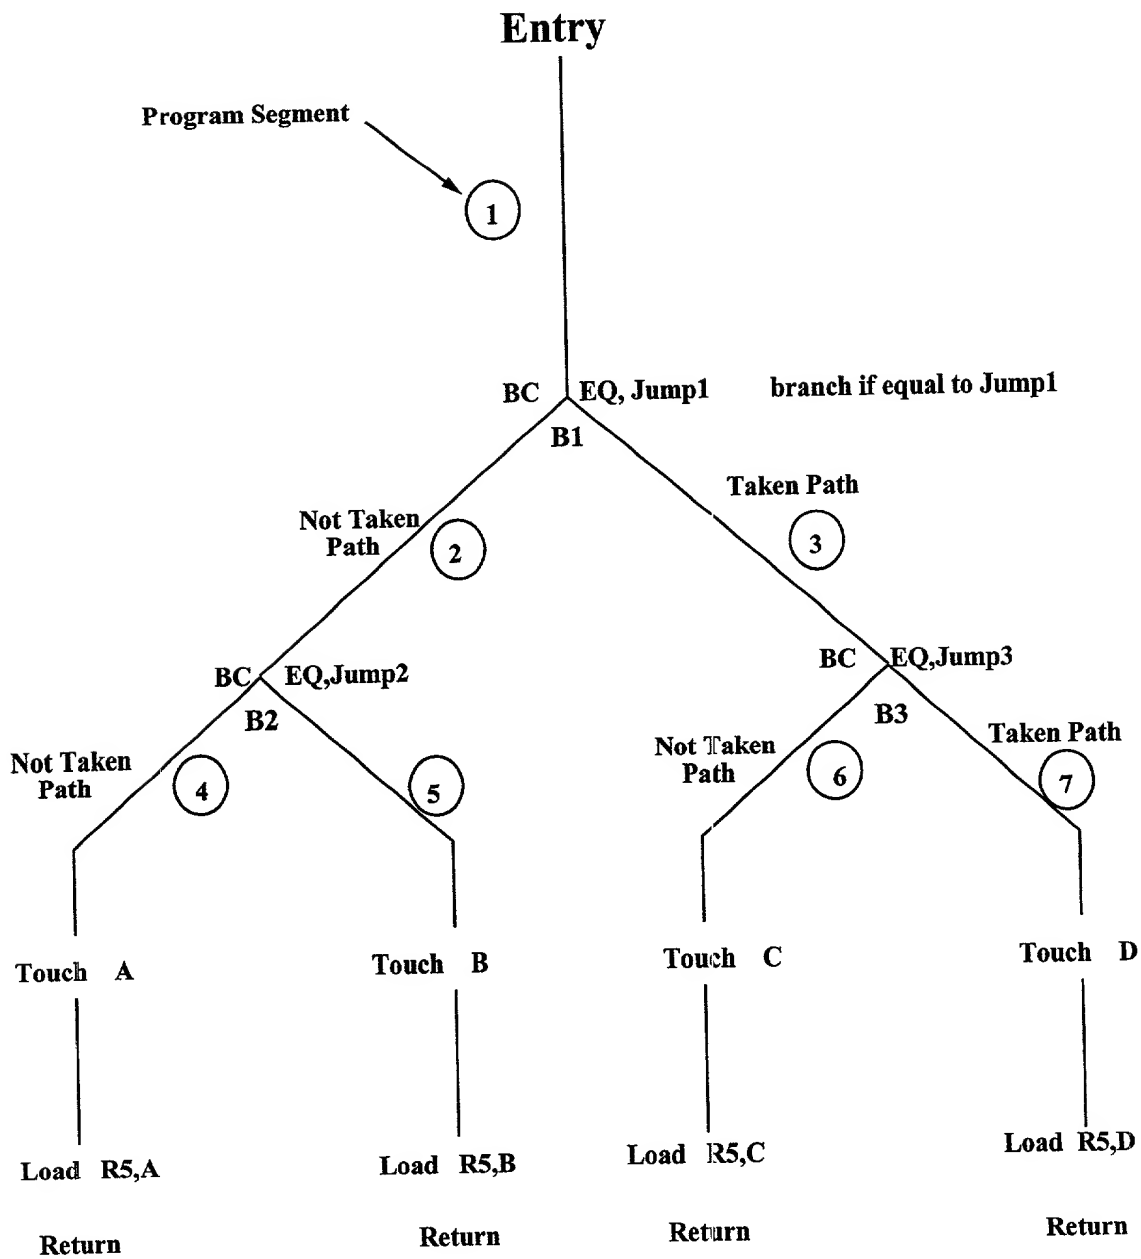 Entry
Program Segment
1
BC EQ, Jump1 branch if equal to Jump1
B1
Taken Path
Not Taken
Path
2
3
BC EQ,Jump2
BC EQ,Jump3
B2
B3
Not Taken
Path
4
5
Not Taken
Path
6
Taken Path
7
Touch A
Touch B
Touch C
Touch D
Load R5,A
Load R5,B
Load R5,C
Load R5,D
Return
Return
Return
Return